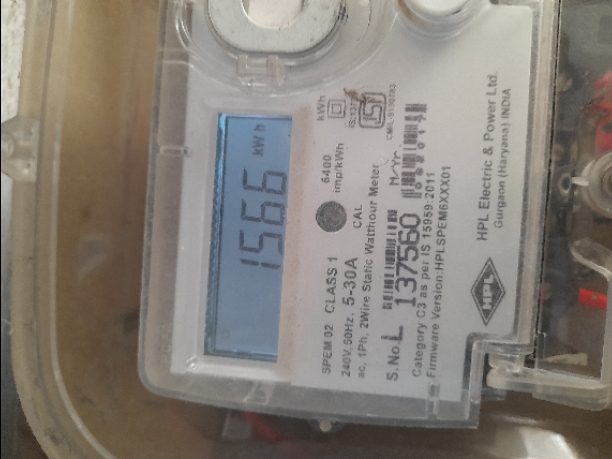 1566 kWh
kWh
6400 imp/kWh
CAL
SPEM 02 CLASS 1
240V, 50Hz. 5-30A
ac, 1Ph, 2Wire Static Watthour Meter
M/Yr.
S.No. L 137560
Category C3 as per IS 15959:2011
Firmware Version:HPLSPEM6XXX01
HPL
HPL Electric & Power Ltd.
Gurgaon (Haryana) INDIA